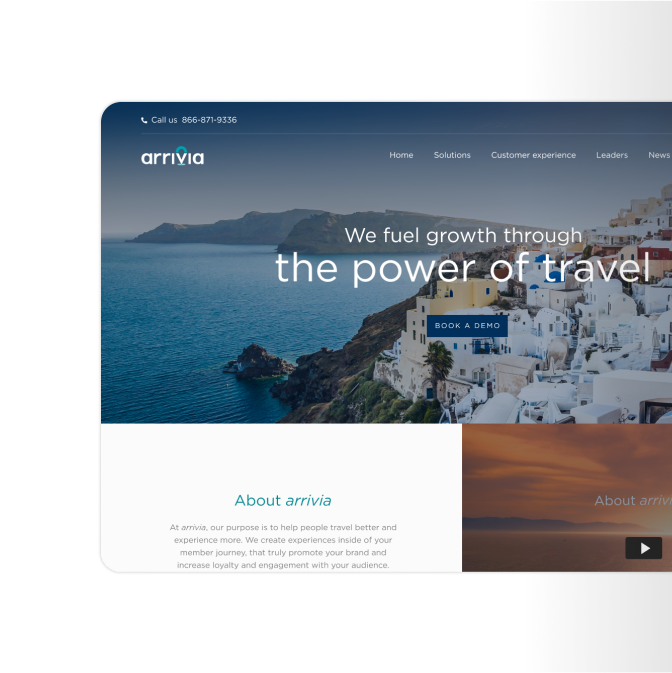 Call us 866-871-9336
arrivia
Home Solutions Customer experience Leaders News
We fuel growth through
the power of travel
BOOK A DEMO
About arrivia
At arrivia, our purpose is to help people travel better and
experience more. We create experiences inside of your
member journey, that truly promote your brand and
increase loyalty and engagement with your audience.
About arrivi